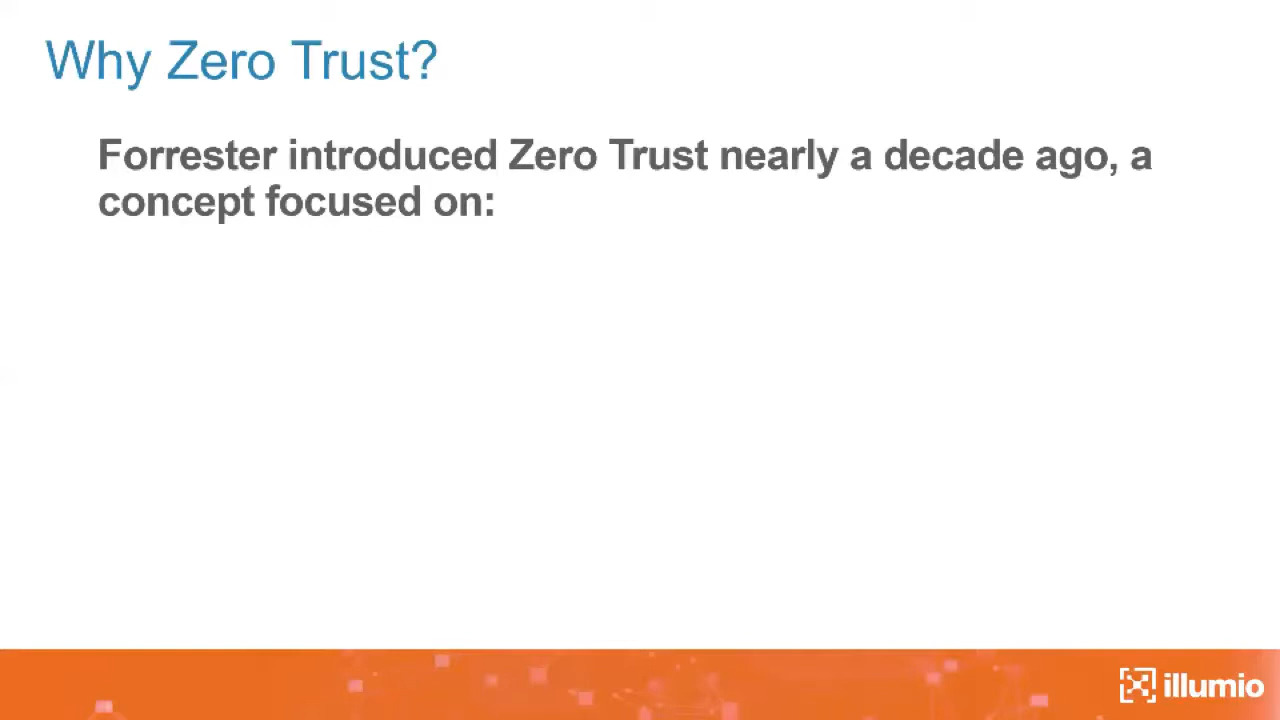 Why Zero Trust?
Forrester introduced Zero Trust nearly a decade ago, a
concept focused on:
illumio